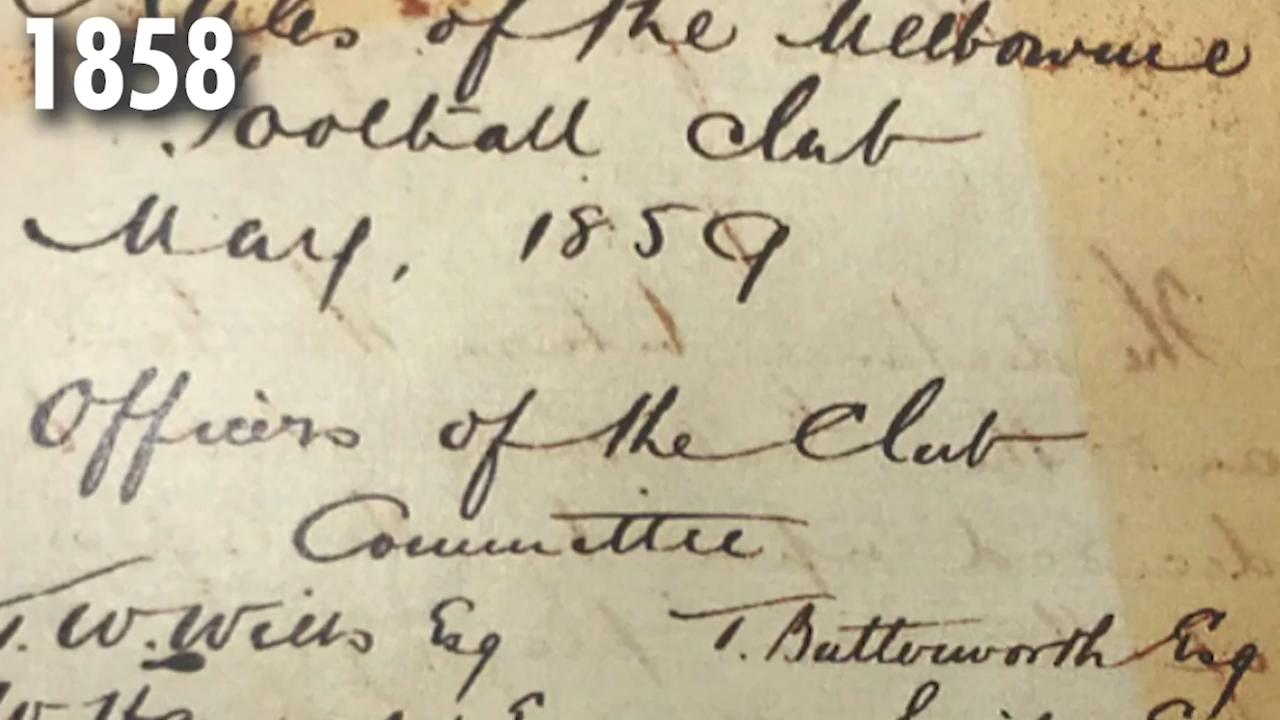 1858
Rules of the Melbourne
Football Club
May, 1859
Officers of the Club
Committee
T. W. Wills Esq T. Butterworth Esq